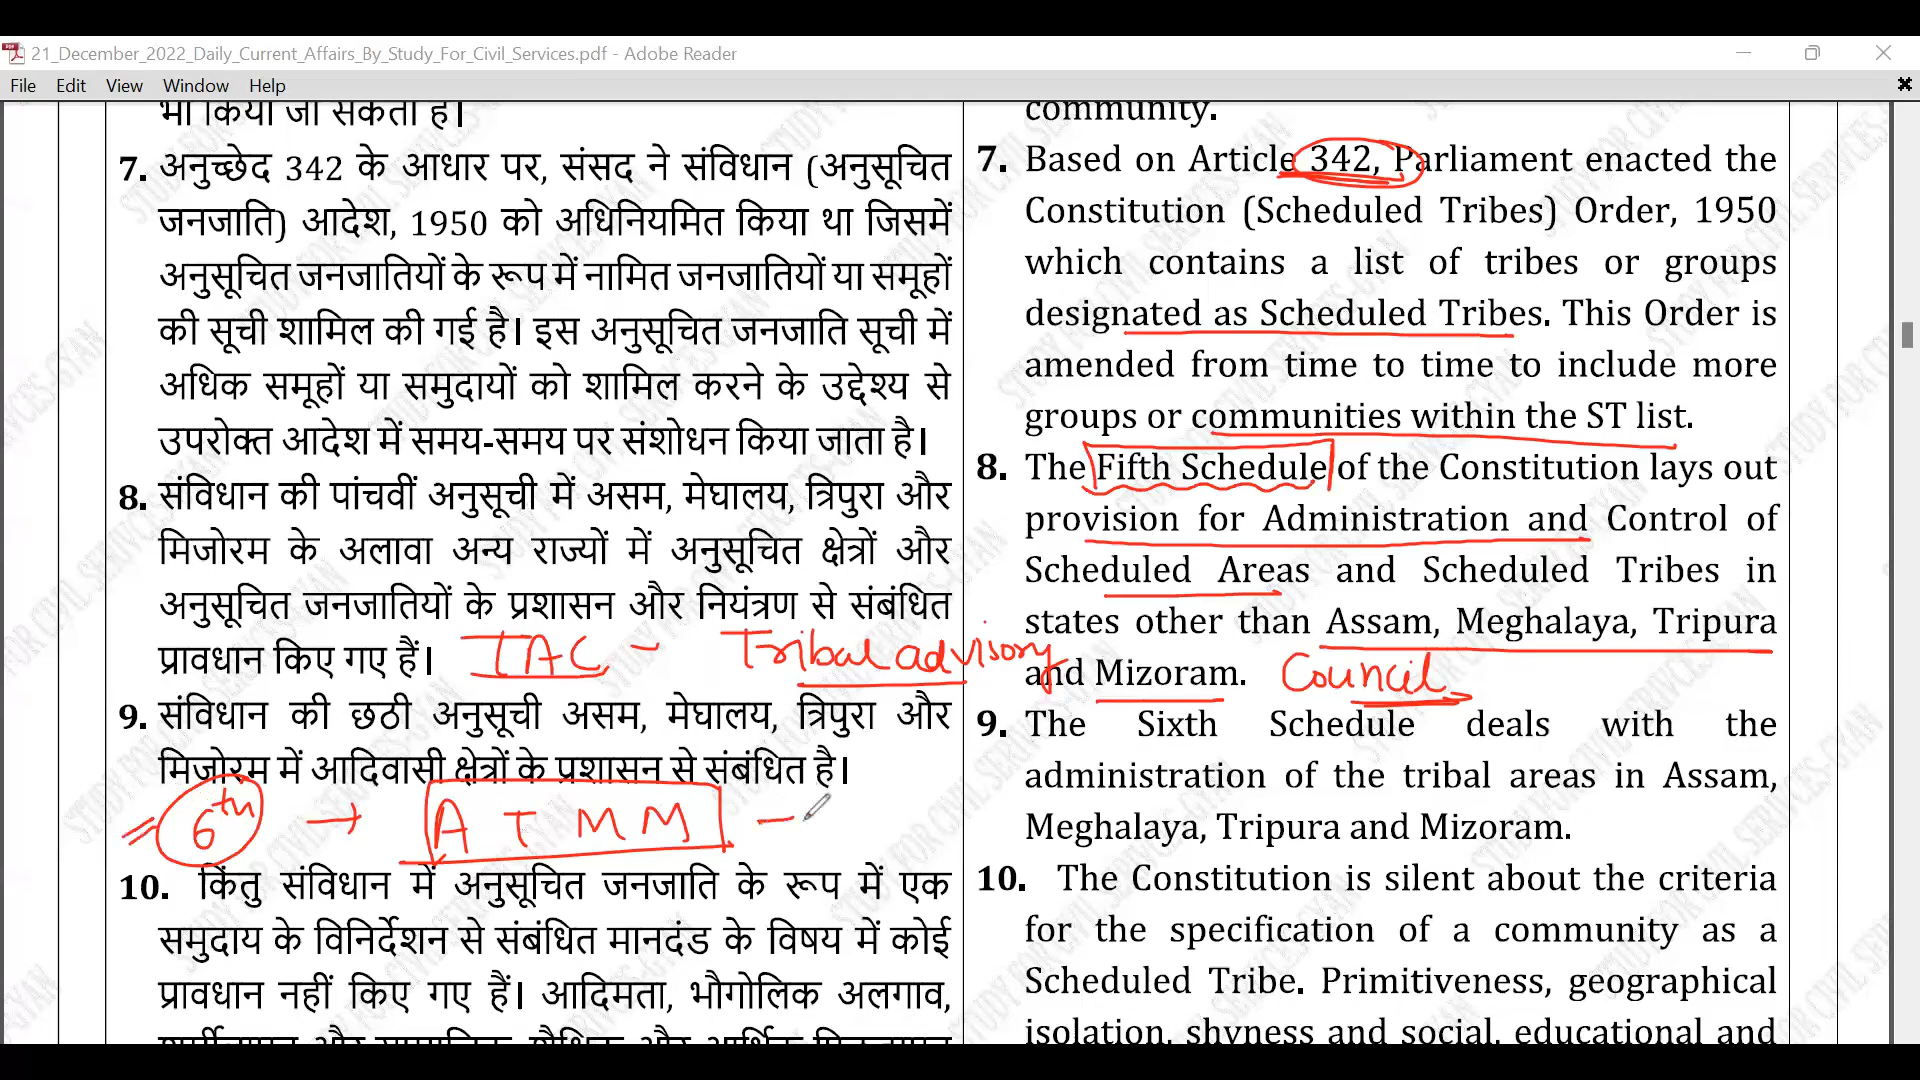 21_December_2022_Daily_Current_Affairs_By_Study_For_Civil_Services.pdf - Adobe Reader
File Edit View Window Help
भी किया जा सकता है।
7. अनुच्छेद 342 के आधार पर, संसद ने संविधान (अनुसूचित
जनजाति) आदेश, 1950 को अधिनियमित किया था जिसमें
अनुसूचित जनजातियों के रूप में नामित जनजातियों या समूहों
की सूची शामिल की गई है। इस अनुसूचित जनजाति सूची में
अधिक समूहों या समुदायों को शामिल करने के उद्देश्य से
उपरोक्त आदेश में समय-समय पर संशोधन किया जाता है।
8. संविधान की पांचवीं अनुसूची में असम, मेघालय, त्रिपुरा और
मिजोरम के अलावा अन्य राज्यों में अनुसूचित क्षेत्रों और
अनुसूचित जनजातियों के प्रशासन और नियंत्रण से संबंधित
प्रावधान किए गए हैं।
TAC - Tribal advisory
Council
9. संविधान की छठी अनुसूची असम, मेघालय, त्रिपुरा और
मिजोरम में आदिवासी क्षेत्रों के प्रशासन से संबंधित है।
6th → A T M M -
10. किंतु संविधान में अनुसूचित जनजाति के रूप में एक
समुदाय के विनिर्देशन से संबंधित मानदंड के विषय में कोई
प्रावधान नहीं किए गए हैं। आदिमता, भौगोलिक अलगाव,
community.
7. Based on Article 342, Parliament enacted the
Constitution (Scheduled Tribes) Order, 1950
which contains a list of tribes or groups
designated as Scheduled Tribes. This Order is
amended from time to time to include more
groups or communities within the ST list.
8. The Fifth Schedule of the Constitution lays out
provision for Administration and Control of
Scheduled Areas and Scheduled Tribes in
states other than Assam, Meghalaya, Tripura
and Mizoram.
9. The Sixth Schedule deals with the
administration of the tribal areas in Assam,
Meghalaya, Tripura and Mizoram.
10. The Constitution is silent about the criteria
for the specification of a community as a
Scheduled Tribe. Primitiveness, geographical
isolation, shyness and social, educational and